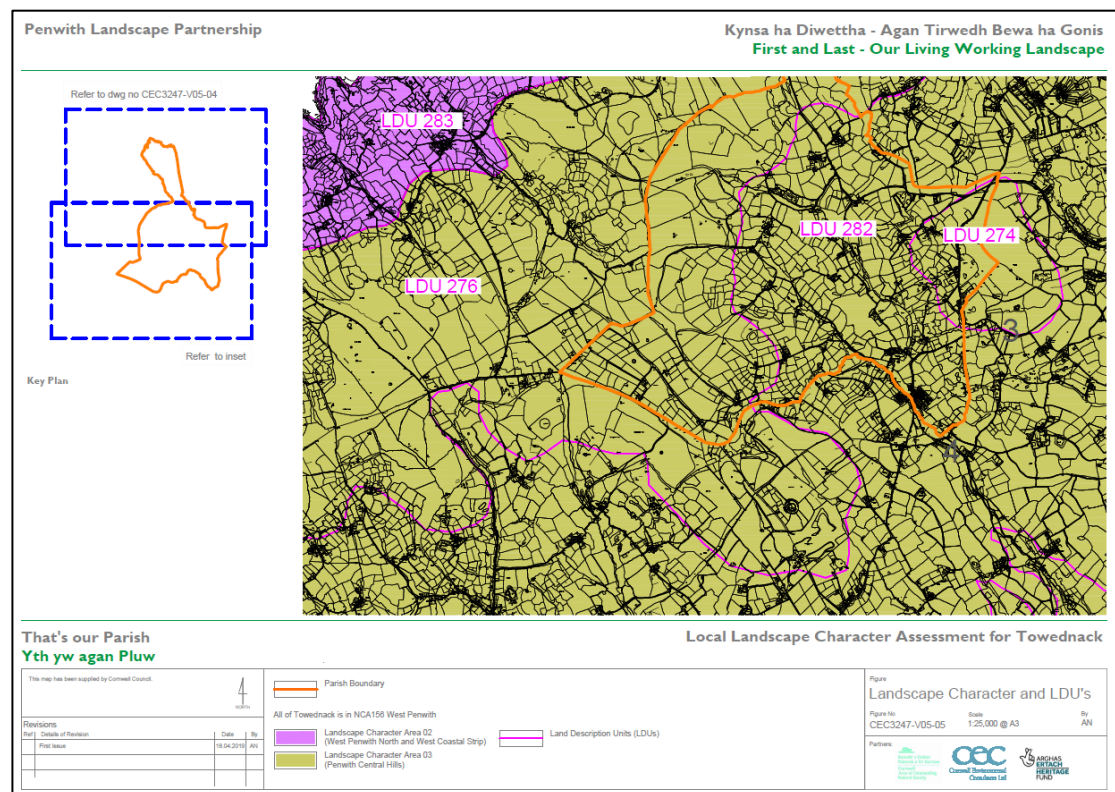 Penwith Landscape Partnership
Kynsa ha Diwettha - Agan Tirwedh Bewa ha Gonis
First and Last - Our Living Working Landscape
Refer to dwg no CEC3247-V05-04
Refer to inset
Key Plan
LDU 283
LDU 282
LDU 274
LDU 276
3
4
That's our Parish
Yth yw agan Pluw
Local Landscape Character Assessment for Towednack
This map has been supplied by Cornwall Council.
NORTH
Revisions
Ref Details of Revision Date By
First Issue 18.04.2019 AN
Parish Boundary
All of Towednack is in NCA156 West Penwith
Landscape Character Area 02
(West Penwith North and West Coastal Strip)
Landscape Character Area 03
(Penwith Central Hills)
Land Description Units (LDUs)
Figure
Landscape Character and LDU's
Figure No Scale By
CEC3247-V05-05 1:25,000 @ A3 AN
Partners:
cec
Cornwall Environmental
Consultants Ltd
ARGHAS
ERTACH
HERITAGE
FUND